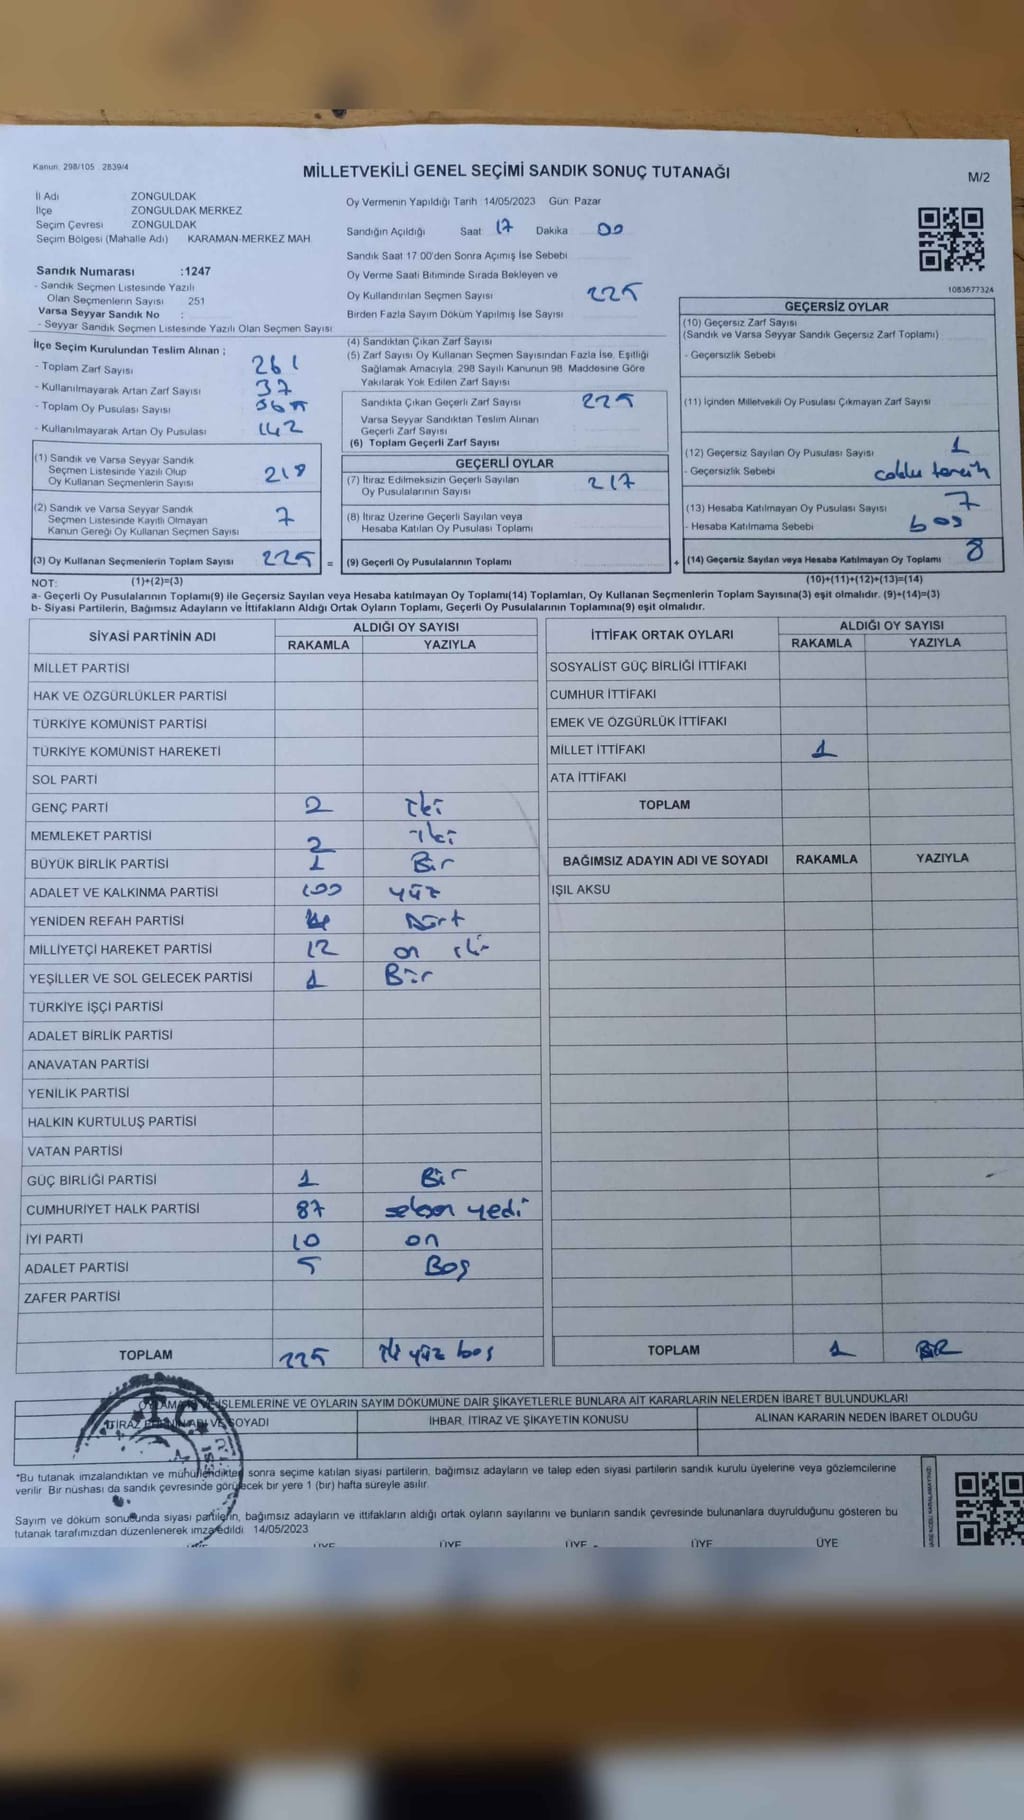 Kanun: 298/105 2839/4
MİLLETVEKİLİ GENEL SEÇİMİ SANDIK SONUÇ TUTANAĞI
M/2
İl Adı ZONGULDAK
İlçe ZONGULDAK MERKEZ
Seçim Çevresi ZONGULDAK
Seçim Bölgesi (Mahalle Adı) KARAMAN-MERKEZ MAH.
Sandık Numarası :1247
- Sandık Seçmen Listesinde Yazılı
Olan Seçmenlerin Sayısı 251
Varsa Seyyar Sandık No :
- Seyyar Sandık Seçmen Listesinde Yazılı Olan Seçmen Sayısı
Oy Vermenin Yapıldığı Tarih 14/05/2023 Gün: Pazar
Sandığın Açıldığı Saat 17 Dakika 00
Sandık Saat 17:00'den Sonra Açımış İse Sebebi
Oy Verme Saati Bitiminde Sırada Bekleyen ve
Oy Kullandırılan Seçmen Sayısı 225
Birden Fazla Sayım Döküm Yapılmış İse Sayısı
1083677324
İlçe Seçim Kurulundan Teslim Alınan ;
- Toplam Zarf Sayısı 261
- Kullanılmayarak Artan Zarf Sayısı 37
- Toplam Oy Pusulası Sayısı
- Kullanılmayarak Artan Oy Pusulası 142
(1) Sandık ve Varsa Seyyar Sandık
Seçmen Listesinde Yazılı Olup
Oy Kullanan Seçmenlerin Sayısı 218
(2) Sandık ve Varsa Seyyar Sandık
Seçmen Listesinde Kayıtlı Olmayan
Kanun Gereği Oy Kullanan Seçmen Sayısı 7
(3) Oy Kullanan Seçmenlerin Toplam Sayısı 225 =
(4) Sandıktan Çıkan Zarf Sayısı
(5) Zarf Sayısı Oy Kullanan Seçmen Sayısından Fazla İse, Eşitliği
Sağlamak Amacıyla, 298 Sayılı Kanunun 98. Maddesine Göre
Yakılarak Yok Edilen Zarf Sayısı
Sandıkta Çıkan Geçerli Zarf Sayısı 225
Varsa Seyyar Sandıktan Teslim Alınan
Geçerli Zarf Sayısı
(6) Toplam Geçerli Zarf Sayısı
GEÇERLİ OYLAR
(7) İtiraz Edilmeksizin Geçerli Sayılan
Oy Pusulalarının Sayısı 217
(8) İtiraz Üzerine Geçerli Sayılan veya
Hesaba Katılan Oy Pusulası Toplamı
(9) Geçerli Oy Pusulalarının Toplamı +
GEÇERSİZ OYLAR
(10) Geçersiz Zarf Sayısı
(Sandık ve Varsa Seyyar Sandık Geçersiz Zarf Toplamı)
- Geçersizlik Sebebi
(11) İçinden Milletvekili Oy Pusulası Çıkmayan Zarf Sayısı
(12) Geçersiz Sayılan Oy Pusulası Sayısı 1
- Geçersizlik Sebebi
(13) Hesaba Katılmayan Oy Pusulası Sayısı 7
- Hesaba Katılmama Sebebi boş
(14) Geçersiz Sayılan veya Hesaba Katılmayan Oy Toplamı 8
NOT: (1)+(2)=(3) (10)+(11)+(12)+(13)=(14)
a- Geçerli Oy Pusulalarının Toplamı(9) ile Geçersiz Sayılan veya Hesaba katılmayan Oy Toplamı(14) Toplamları, Oy Kullanan Seçmenlerin Toplam Sayısına(3) eşit olmalıdır. (9)+(14)=(3)
b- Siyasi Partilerin, Bağımsız Adayların ve İttifakların Aldığı Ortak Oyların Toplamı, Geçerli Oy Pusulalarının Toplamına(9) eşit olmalıdır.
SİYASİ PARTİNİN ADI ALDIĞI OY SAYISI
RAKAMLA YAZIYLA
MİLLET PARTİSİ
HAK VE ÖZGÜRLÜKLER PARTİSİ
TÜRKİYE KOMÜNİST PARTİSİ
TÜRKİYE KOMÜNİST HAREKETİ
SOL PARTİ
GENÇ PARTİ 2 iki
MEMLEKET PARTİSİ 2 iki
BÜYÜK BİRLİK PARTİSİ 1 Bir
ADALET VE KALKINMA PARTİSİ 100 yüz
YENİDEN REFAH PARTİSİ 4 Dört
MİLLİYETÇİ HAREKET PARTİSİ 12 on iki
YEŞİLLER VE SOL GELECEK PARTİSİ 1 Bir
TÜRKİYE İŞÇİ PARTİSİ
ADALET BİRLİK PARTİSİ
ANAVATAN PARTİSİ
YENİLİK PARTİSİ
HALKIN KURTULUŞ PARTİSİ
VATAN PARTİSİ
GÜÇ BİRLİĞİ PARTİSİ 1 Bir
CUMHURİYET HALK PARTİSİ 87 seksen yedi
İYİ PARTİ 10 on
ADALET PARTİSİ 5 Beş
ZAFER PARTİSİ
TOPLAM 225 iki yüz beş
İTTİFAK ORTAK OYLARI ALDIĞI OY SAYISI
RAKAMLA YAZIYLA
SOSYALİST GÜÇ BİRLİĞİ İTTİFAKI
CUMHUR İTTİFAKI
EMEK VE ÖZGÜRLÜK İTTİFAKI
MİLLET İTTİFAKI 1
ATA İTTİFAKI
TOPLAM
BAĞIMSIZ ADAYIN ADI VE SOYADI RAKAMLA YAZIYLA
IŞIL AKSU
TOPLAM 1 BİR
İŞLEMLERİNE VE OYLARIN SAYIM DÖKÜMÜNE DAİR ŞİKAYETLERLE BUNLARA AİT KARARLARIN NELERDEN İBARET BULUNDUKLARI
İTİRAZ EDENİN ADI VE SOYADI İHBAR, İTİRAZ VE ŞİKAYETİN KONUSU ALINAN KARARIN NEDEN İBARET OLDUĞU
*Bu tutanak imzalandıktan ve mühürlendikten sonra seçime katılan siyasi partilerin, bağımsız adayların ve talep eden siyasi partilerin sandık kurulu üyelerine veya gözlemcilerine
verilir. Bir nüshası da sandık çevresinde görülecek bir yere 1 (bir) hafta süreyle asılır.
Sayım ve döküm sonucunda siyasi partilerin, bağımsız adayların ve ittifakların aldığı ortak oyların sayılarını ve bunların sandık çevresinde bulunanlara duyrulduğunu gösteren bu
tutanak tarafımızdan düzenlenerek imza edildi. 14/05/2023
ÜYE ÜYE ÜYE ÜYE ÜYE